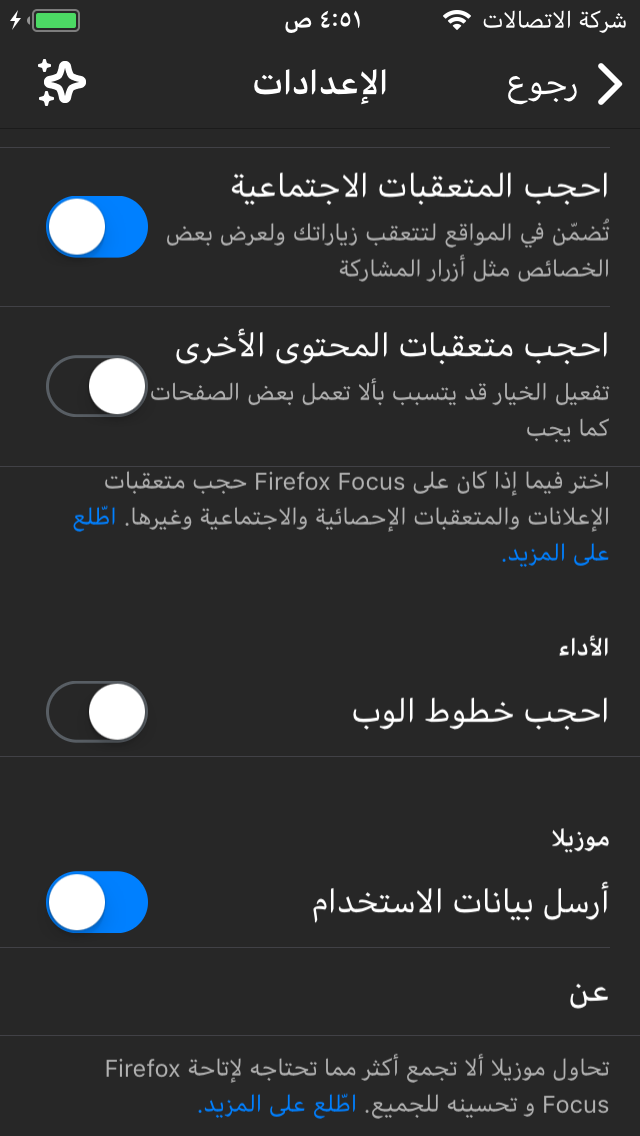 شركة الاتصالات ٤:٥١ ص
رجوع الإعدادات
احجب المتعقبات الاجتماعية
تُضمّن في المواقع لتتعقب زياراتك ولعرض بعض
الخصائص مثل أزرار المشاركة
احجب متعقبات المحتوى الأخرى
تفعيل الخيار قد يتسبب بألا تعمل بعض الصفحات
كما يجب
اختر فيما إذا كان على Firefox Focus حجب متعقبات
الإعلانات والمتعقبات الإحصائية والاجتماعية وغيرها. اطّلع
على المزيد.
الأداء
احجب خطوط الوب
موزيلا
أرسل بيانات الاستخدام
عن
تحاول موزيلا ألا تجمع أكثر مما تحتاجه لإتاحة Firefox
Focus و تحسينه للجميع. اطّلع على المزيد.